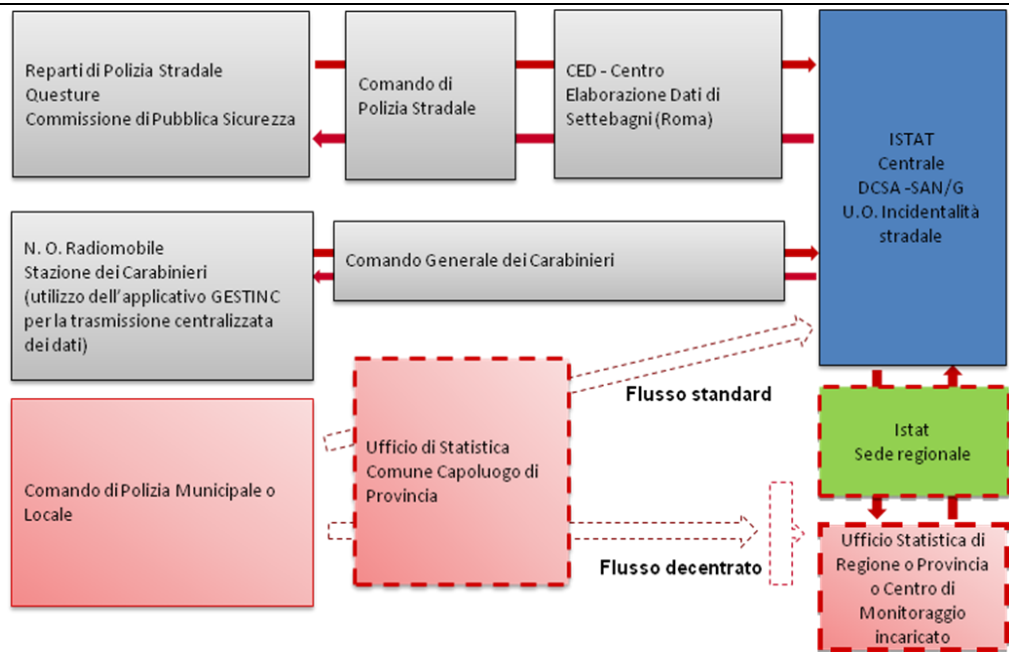 Reparti di Polizia Stradale
Questure
Commissione di Pubblica Sicurezza
Comando di
Polizia Stradale
CED - Centro
Elaborazione Dati di
Settebagni (Roma)
ISTAT
Centrale
DCSA -SAN/G
U.O. Incidentalità
stradale
N. O. Radiomobile
Stazione dei Carabinieri
(utilizzo dell'applicativo GESTINC
per la trasmissione centralizzata
dei dati)
Comando Generale dei Carabinieri
Flusso standard
Ufficio di Statistica
Comune Capoluogo di
Provincia
Istat
Sede regionale
Comando di Polizia Municipale o
Locale
Flusso decentrato
Ufficio Statistica di
Regione o Provincia
o Centro di
Monitoraggio
incaricato